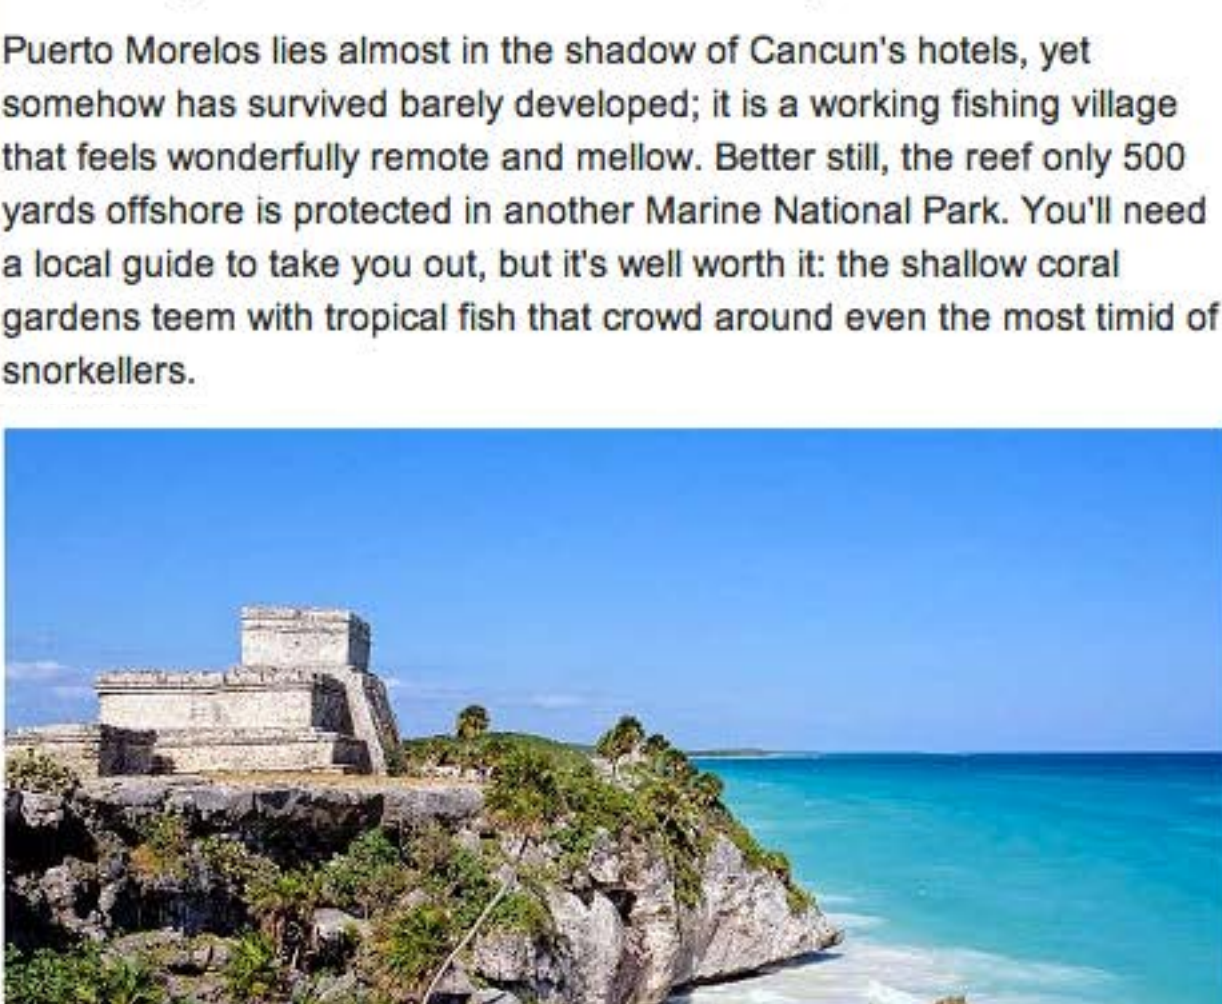 Puerto Morelos lies almost in the shadow of Cancun's hotels, yet
somehow has survived barely developed; it is a working fishing village
that feels wonderfully remote and mellow. Better still, the reef only 500
yards offshore is protected in another Marine National Park. You'll need
a local guide to take you out, but it's well worth it: the shallow coral
gardens teem with tropical fish that crowd around even the most timid of
snorkellers.